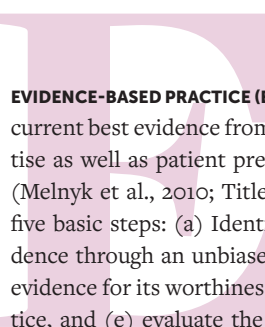 E
EVIDENCE-BASED PRACTICE (
current best evidence from
tise as well as patient pre
(Melnyk et al., 2010; Title
five basic steps: (a) Identi
dence through an unbiase
evidence for its worthines
tice, and (e) evaluate the